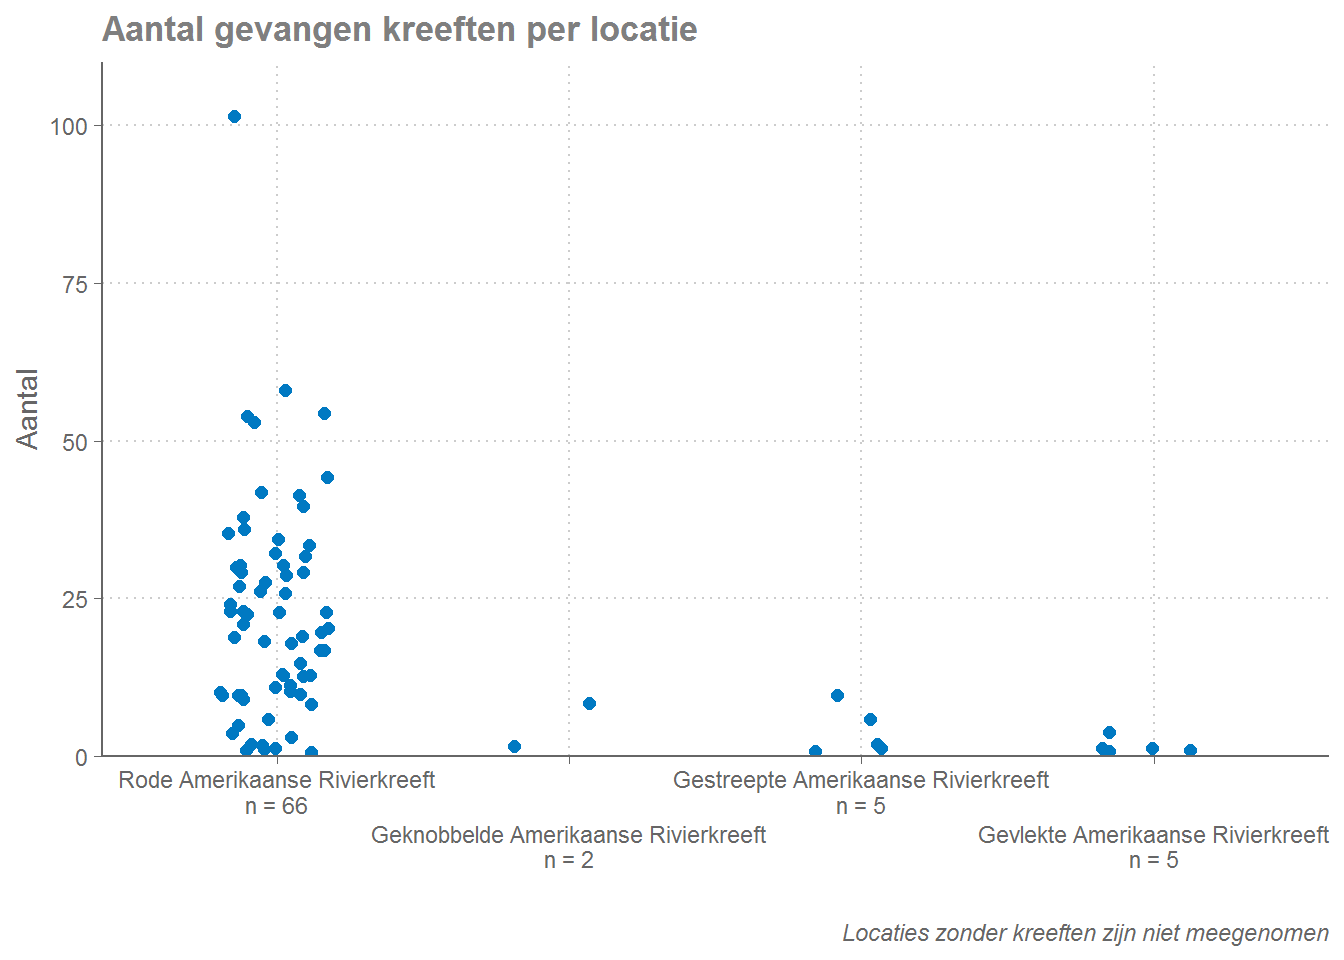 Aantal gevangen kreeften per locatie
Aantal
100
75
50
25
0
Rode Amerikaanse Rivierkreeft
n = 66
Geknobbelde Amerikaanse Rivierkreeft
n = 2
Gestreepte Amerikaanse Rivierkreeft
n = 5
Gevlekte Amerikaanse Rivierkreeft
n = 5
Locaties zonder kreeften zijn niet meegenomen